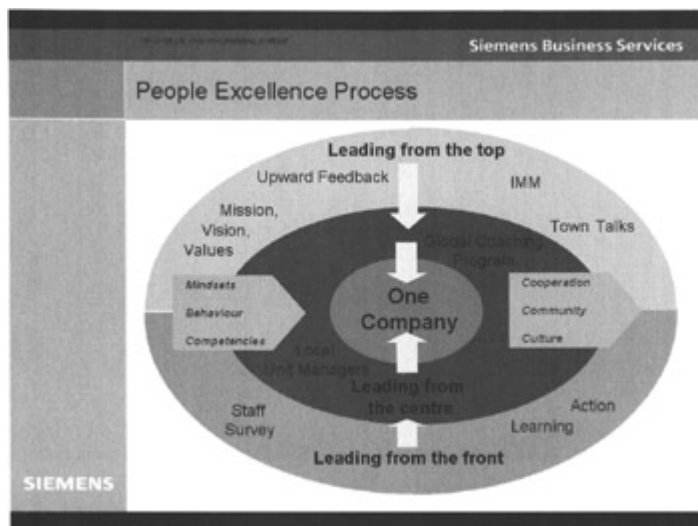 Siemens Business Services
People Excellence Process
Leading from the top
Upward Feedback
IMM
Mission,
Vision,
Values
Town Talks
Global Coaching
Program
Mindsets
Behaviour
Competencies
One
Company
Cooperation
Community
Culture
Local
Unit Managers
Leading from
the centre
Staff
Survey
Action
Learning
Leading from the front
SIEMENS